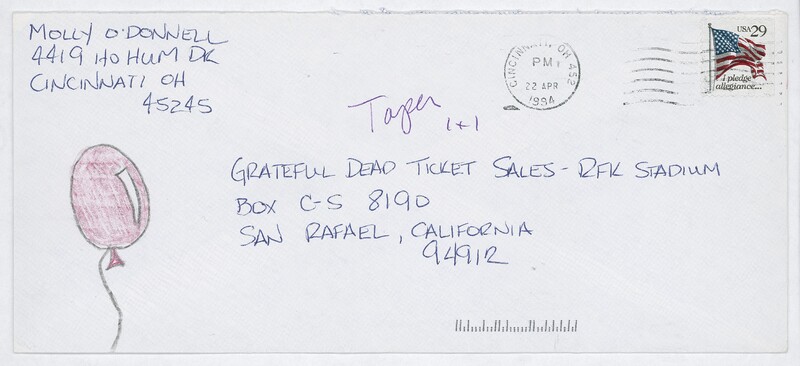 MOLLY O'DONNELL
4419 HO HUM DR
CINCINNATI OH
45245
CINCINNATI, OH 452
PM
22 APR
1994
USA 29
I pledge
allegiance...
Taper
1+1
GRATEFUL DEAD TICKET SALES - RFK STADIUM
BOX C-S 8190
SAN RAFAEL, CALIFORNIA
94912